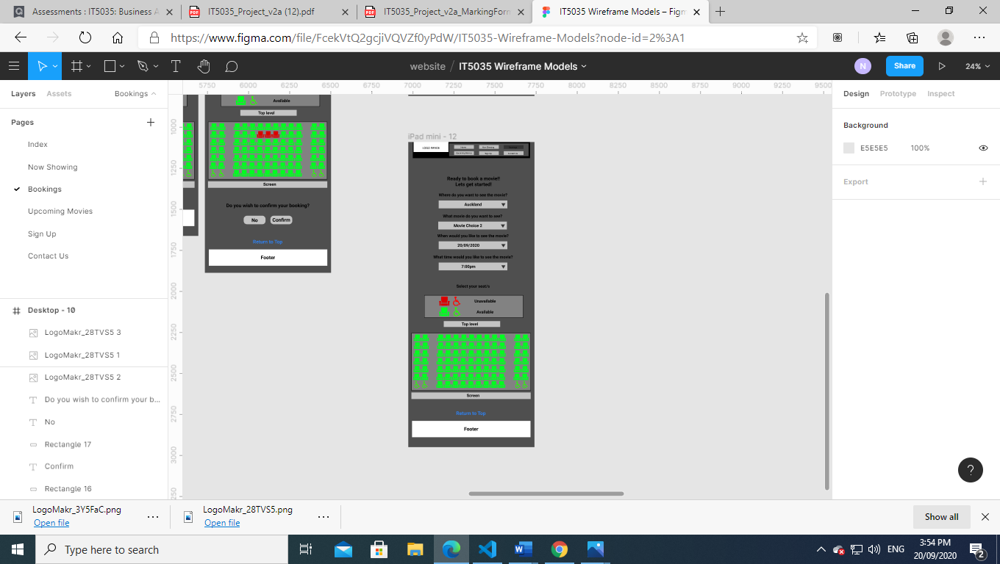 Assessments : IT5035: Business A
IT5035_Project_v2a (12).pdf
IT5035_Project_v2a_MarkingForm
IT5035 Wireframe Models – Figm
https://www.figma.com/file/FcekVtQ2gcjiVQVZf0yPdW/IT5035-Wireframe-Models?node-id=2%3A1
website / IT5035 Wireframe Models
N
Share
24%
Layers
Assets
Bookings
Pages
Index
Now Showing
Bookings
Upcoming Movies
Sign Up
Contact Us
Desktop - 10
LogoMakr_28TVS5 3
LogoMakr_28TVS5 1
LogoMakr_28TVS5 2
Do you wish to confirm your b...
No
Rectangle 17
Confirm
Rectangle 16
5750 6000 6250 6500 6750 7000 7250 7500 7750 8000 8250 8500 8750 9000 9250 9500
1000
1250
1500
1750
2000
2250
2500
2750
3000
Available
Top level
Screen
Do you wish to confirm your booking?
No
Confirm
Return to Top
Footer
iPad mini - 12
LOGO IMAGE
Ready to book a movie!!
Lets get started!
Where do you want to see the movie?
Auckland
What movie do you want to see?
Movie Choice 2
When would you like to see the movie?
20/09/2020
What time would you like to see the movie?
7:00pm
Select your seat/s
Unavailable
Available
Top level
Screen
Return to Top
Footer
Design
Prototype
Inspect
Background
E5E5E5
100%
Export
?
LogoMakr_3Y5FaC.png
Open file
LogoMakr_28TVS5.png
Open file
Show all
Type here to search
ENG
3:54 PM
20/09/2020
2